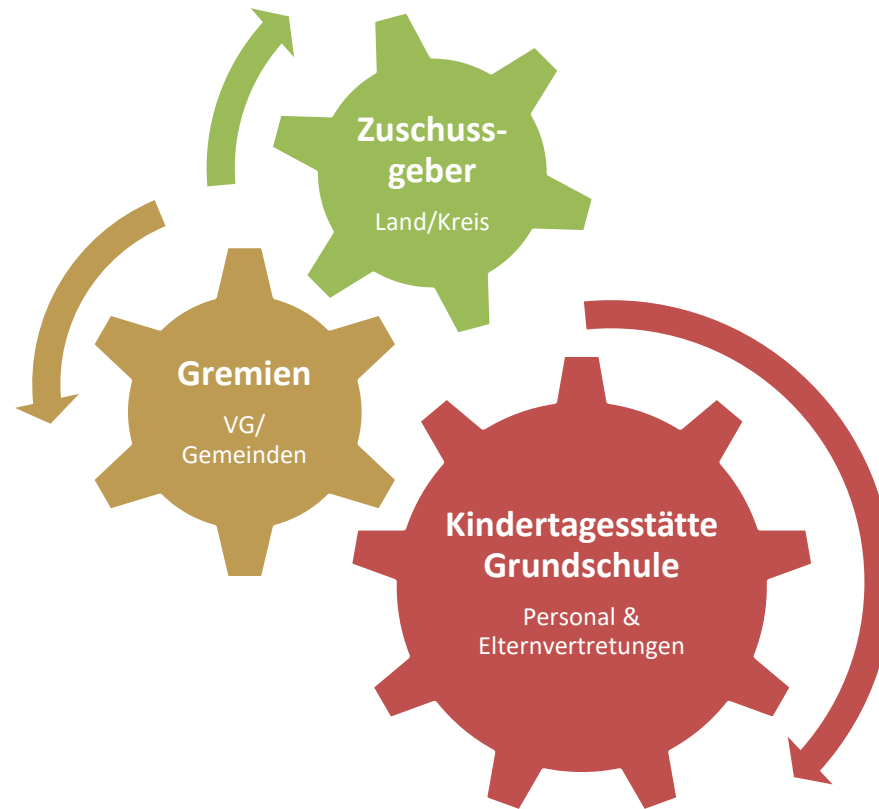 Zuschuss-
geber
Land/Kreis
Gremien
VG/
Gemeinden
Kindertagesstätte
Grundschule
Personal &
Elternvertretungen